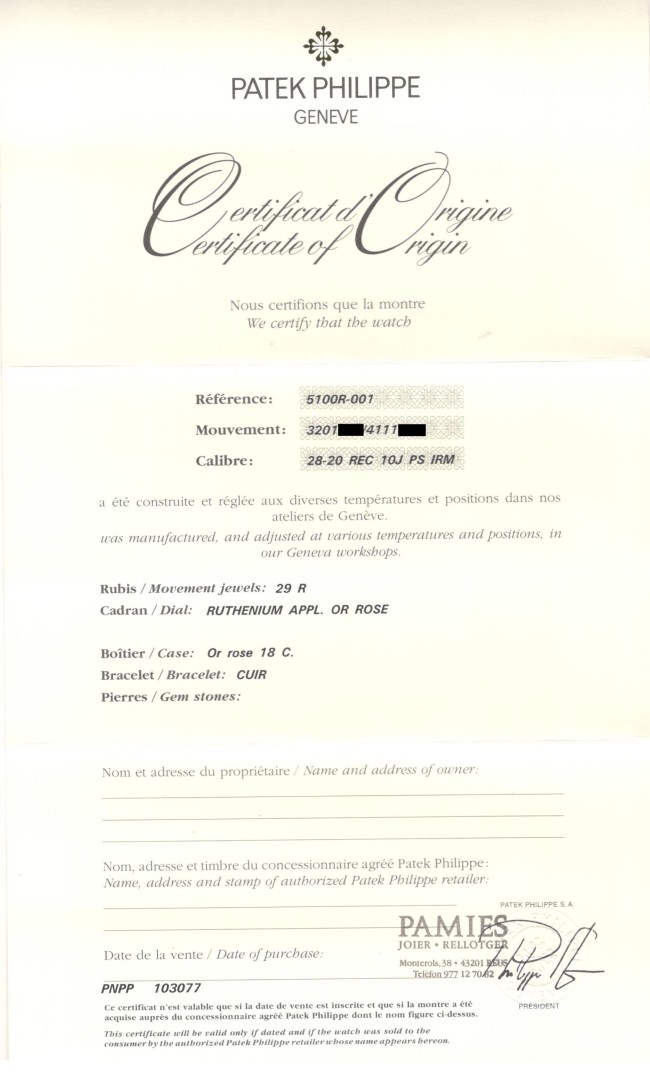 PATEK PHILIPPE
GENEVE
Certificat d'Origine
Certificate of Origin
Nous certifions que la montre
We certify that the watch
Référence: 5100R-001
Mouvement: 3201 /4111
Calibre: 28-20 REC 10J PS IRM
a été construite et réglée aux diverses températures et positions dans nos
ateliers de Genève.
was manufactured, and adjusted at various temperatures and positions, in
our Geneva workshops.
Rubis / Movement jewels: 29 R
Cadran / Dial: RUTHENIUM APPL. OR ROSE
Boîtier / Case: Or rose 18 C.
Bracelet / Bracelet: CUIR
Pierres / Gem stones:
Nom et adresse du propriétaire / Name and address of owner:
Nom, adresse et timbre du concessionnaire agréé Patek Philippe:
Name, address and stamp of authorized Patek Philippe retailer:
PATEK PHILIPPE S.A.
PAMIES
JOIER • RELLOTGER
Monterols, 38 • 43201 REUS
Telèfon 977 12 70
Date de la vente / Date of purchase:
PNPP 103077
PRÉSIDENT
Ce certificat n'est valable que si la date de vente est inscrite et que si la montre a été
acquise auprès du concessionnaire agréé Patek Philippe dont le nom figure ci-dessus.
This certificate will be valid only if dated and if the watch was sold to the
consumer by the authorized Patek Philippe retailer whose name appears hereon.